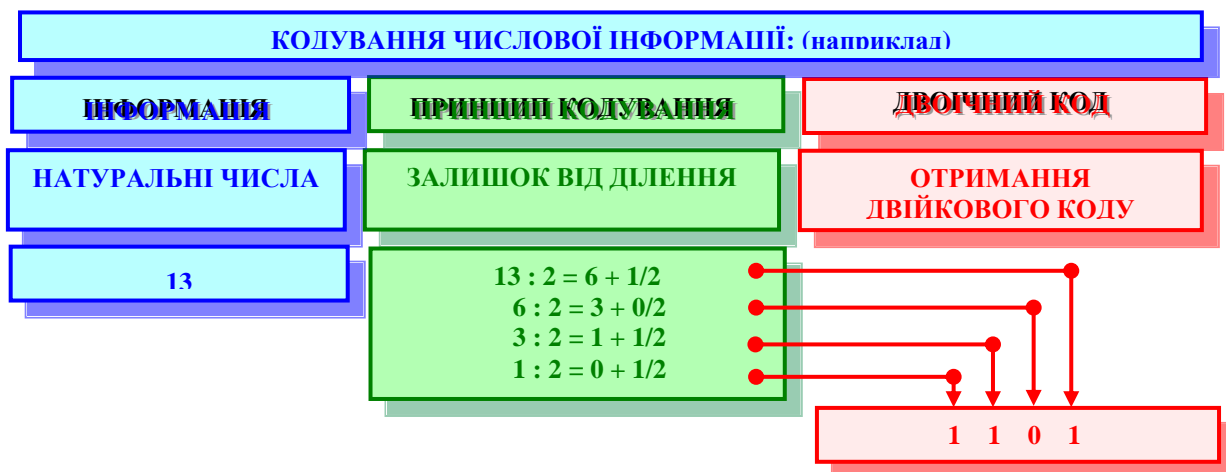 КОДУВАННЯ ЧИСЛОВОЇ ІНФОРМАЦІЇ: (наприклад)
ІНФОРМАЦІЯ
ПРИНЦИП КОДУВАННЯ
ДВОІЧНИЙ КОД
НАТУРАЛЬНІ ЧИСЛА
ЗАЛИШОК ВІД ДІЛЕННЯ
ОТРИМАННЯ
ДВІЙКОВОГО КОДУ
13
13 : 2 = 6 + 1/2
6 : 2 = 3 + 0/2
3 : 2 = 1 + 1/2
1 : 2 = 0 + 1/2
1 1 0 1